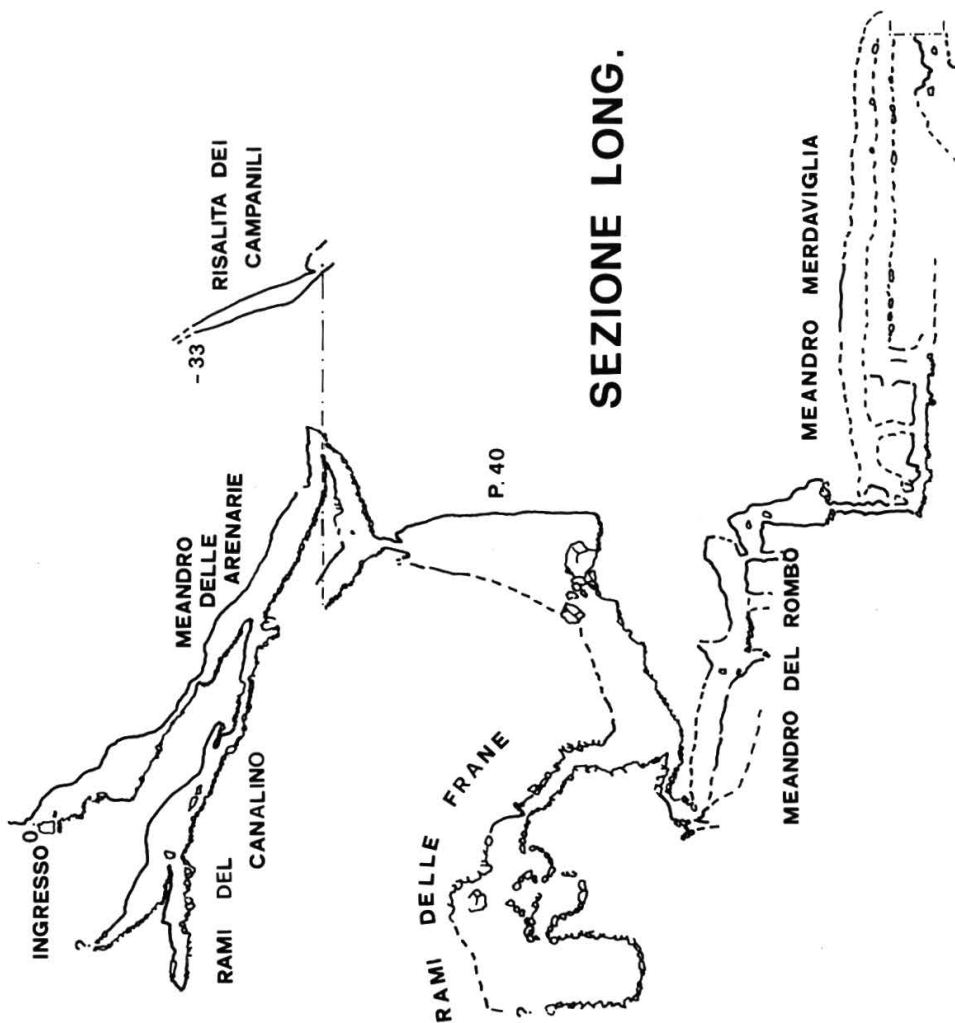 INGRESSO 0
?
RAMI DEL
CANALINO
MEANDRO
DELLE
ARENARIE
- 33
RISALITA DEI
CAMPANILI
P. 40
SEZIONE LONG.
RAMI DELLE FRANE
?
MEANDRO DEL ROMBO
MEANDRO MERDAVIGLIA